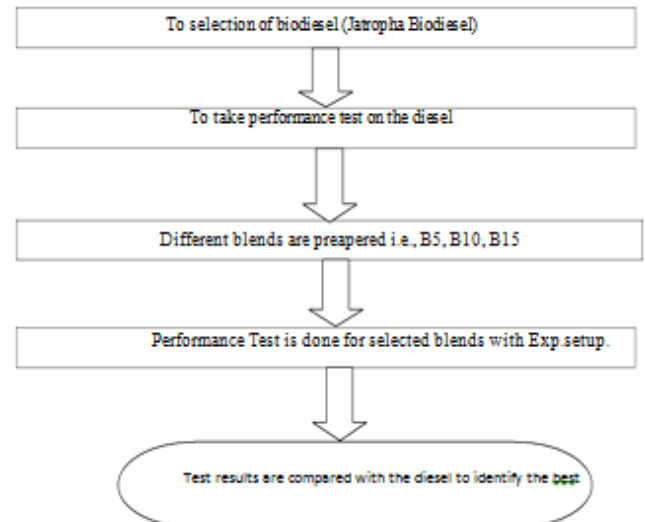 To selection of biodiesel (Jatropha Biodiesel)
To take performance test on the diesel
Different blends are preapered i.e., B5, B10, B15
Performance Test is done for selected blends with Exp.setup.
Test results are compared with the diesel to identify the best